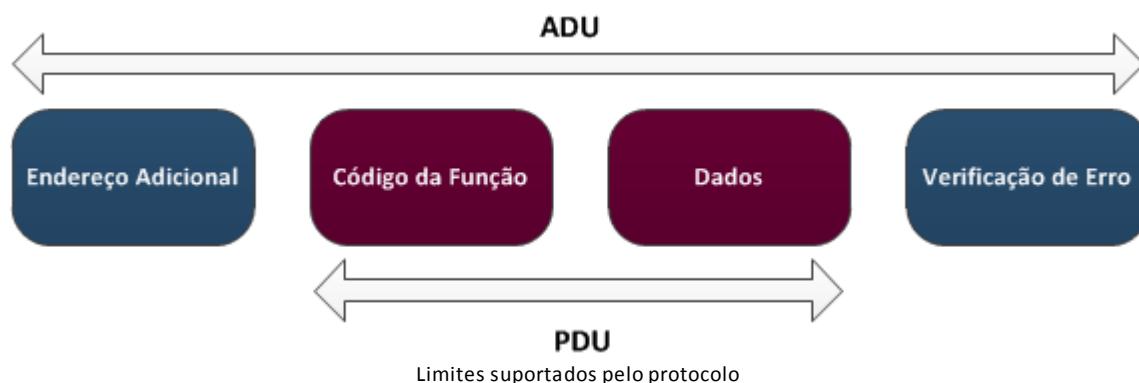 ADU
Endereço Adicional
Código da Função
Dados
Verificação de Erro
PDU
Limites suportados pelo protocolo